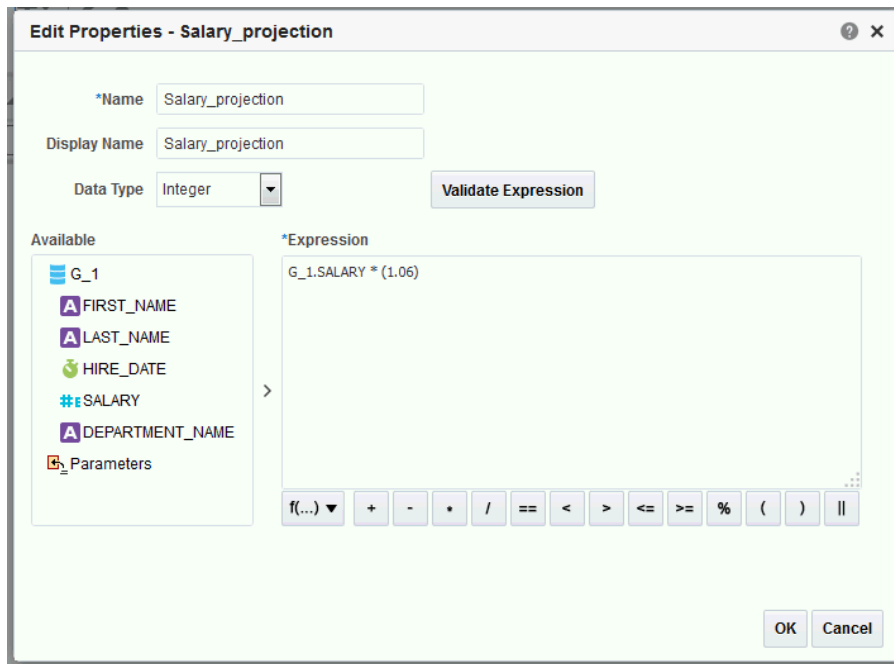 Edit Properties - Salary_projection
*Name Salary_projection
Display Name Salary_projection
Data Type Integer Validate Expression
Available *Expression
G_1 G_1.SALARY * (1.06)
A FIRST_NAME
A LAST_NAME
HIRE_DATE
#E SALARY
A DEPARTMENT_NAME
Parameters
f(...) + - * / == < > <= >= % ( ) ||
OK Cancel